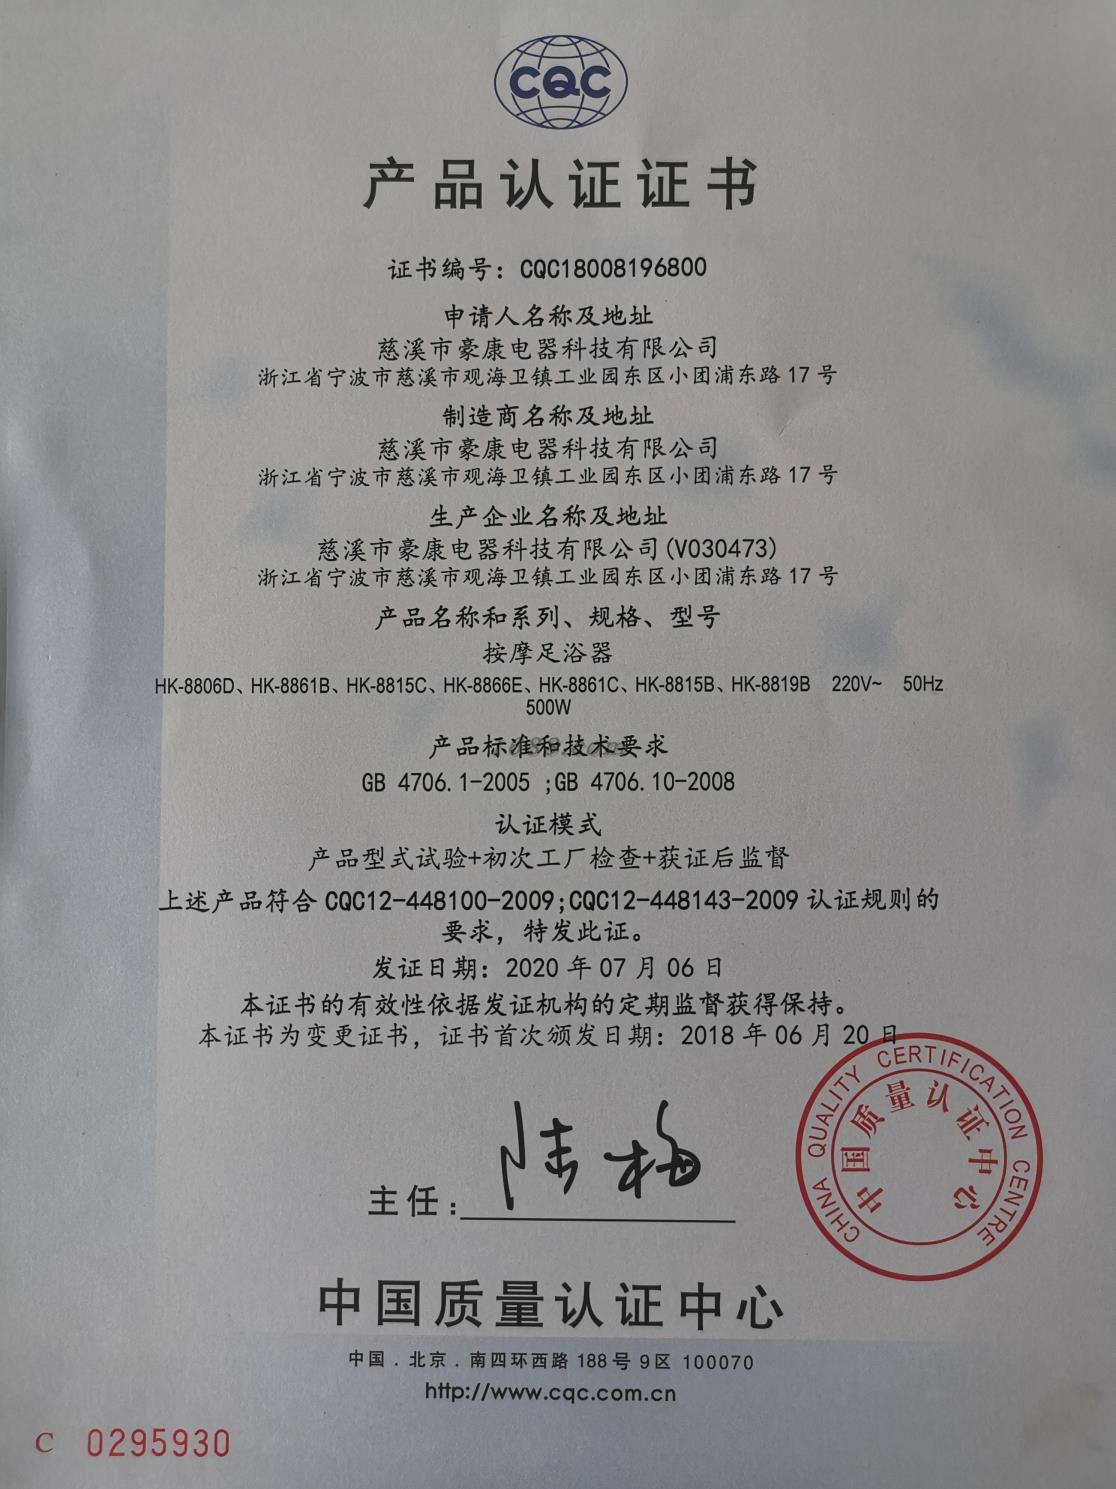 CQC
产品认证证书
证书编号：CQC18008196800
申请人名称及地址
慈溪市豪康电器科技有限公司
浙江省宁波市慈溪市观海卫镇工业园东区小团浦东路 17 号
制造商名称及地址
慈溪市豪康电器科技有限公司
浙江省宁波市慈溪市观海卫镇工业园东区小团浦东路 17 号
生产企业名称及地址
慈溪市豪康电器科技有限公司(V030473)
浙江省宁波市慈溪市观海卫镇工业园东区小团浦东路 17 号
产品名称和系列、规格、型号
按摩足浴器
HK-8806D、HK-8861B、HK-8815C、HK-8866E、HK-8861C、HK-8815B、HK-8819B 220V~ 50Hz
500W
产品标准和技术要求
GB 4706.1-2005 ;GB 4706.10-2008
认证模式
产品型式试验+初次工厂检查+获证后监督
上述产品符合 CQC12-448100-2009;CQC12-448143-2009 认证规则的
要求，特发此证。
发证日期：2020 年 07 月 06 日
本证书的有效性依据发证机构的定期监督获得保持。
本证书为变更证书，证书首次颁发日期：2018 年 06 月 20 日
CHINA QUALITY CERTIFICATION CENTRE
中国质量认证中心
主任：陆梅
中国质量认证中心
中国．北京．南四环西路 188 号 9 区 100070
http://www.cqc.com.cn
C 0295930